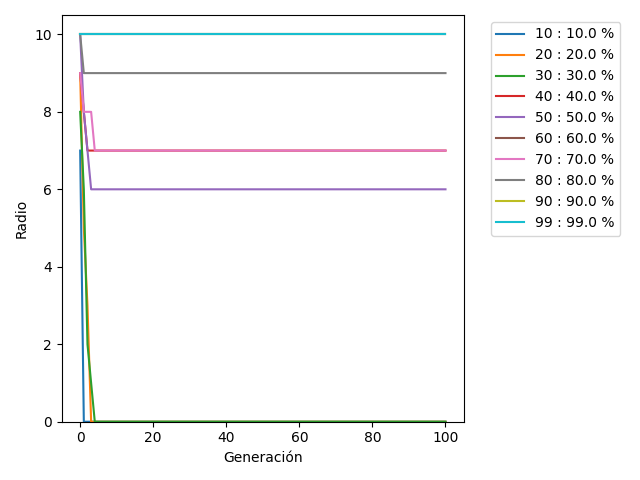 10
8
6
4
2
0
Radio
0 20 40 60 80 100
Generación
10 : 10.0 %
20 : 20.0 %
30 : 30.0 %
40 : 40.0 %
50 : 50.0 %
60 : 60.0 %
70 : 70.0 %
80 : 80.0 %
90 : 90.0 %
99 : 99.0 %